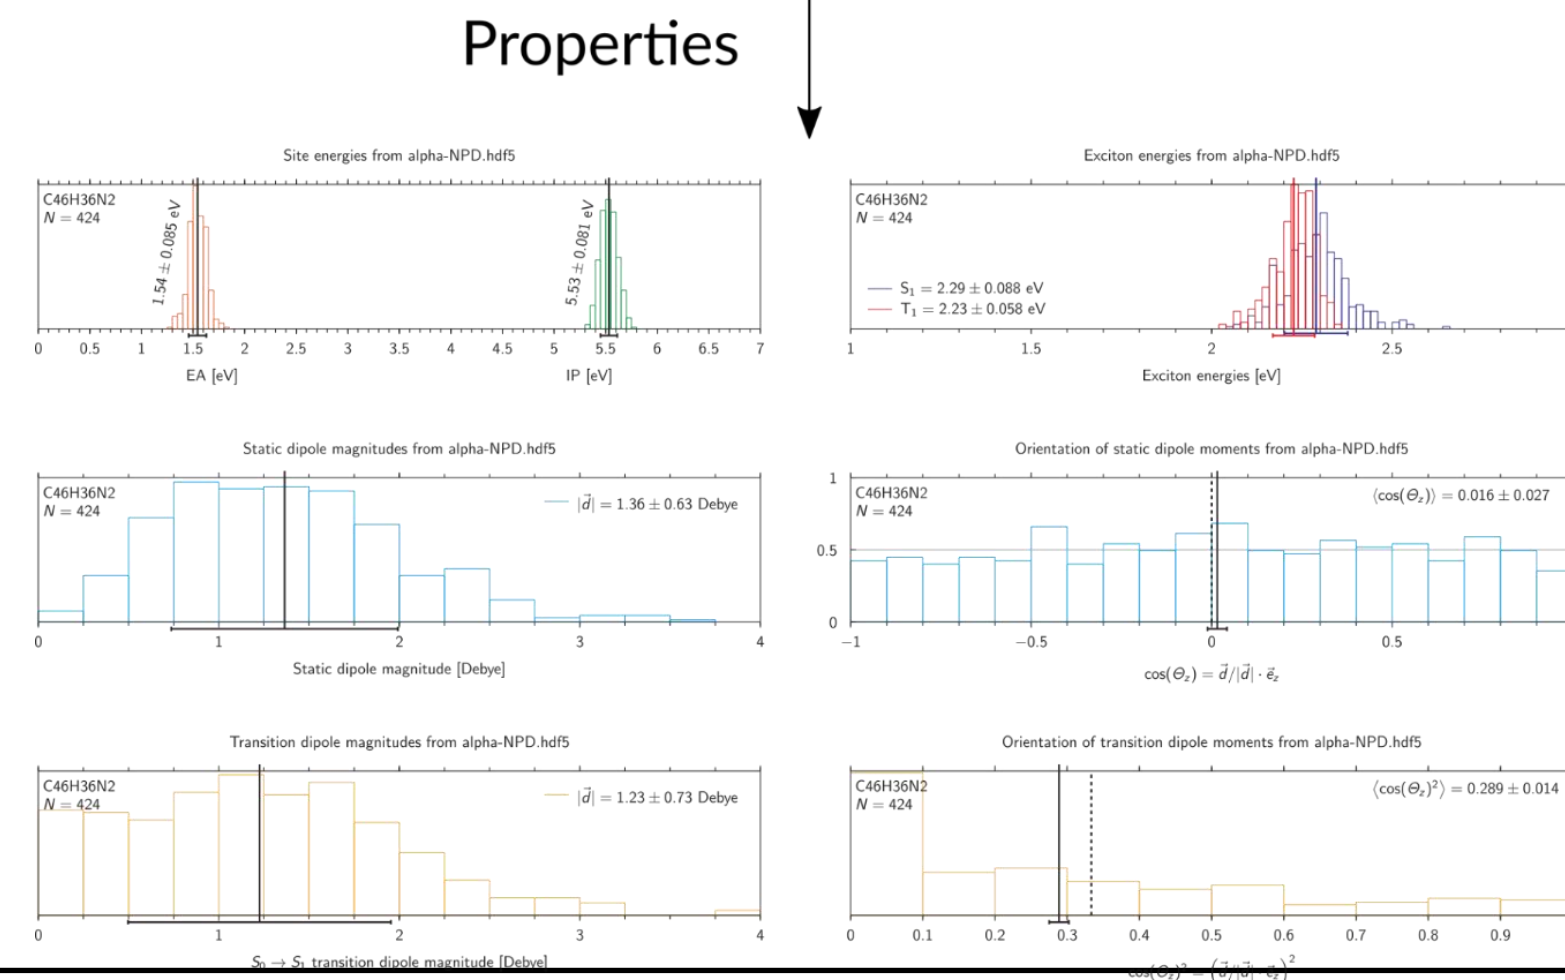 Properties
Site energies from alpha-NPD.hdf5
C46H36N2
N = 424
1.54 ± 0.085 eV
5.53 ± 0.081 eV
0 0.5 1 1.5 2 2.5 3 3.5 4 4.5 5 5.5 6 6.5 7
EA [eV] IP [eV]
Exciton energies from alpha-NPD.hdf5
C46H36N2
N = 424
S₁ = 2.29 ± 0.088 eV
T₁ = 2.23 ± 0.058 eV
1 1.5 2 2.5
Exciton energies [eV]
Static dipole magnitudes from alpha-NPD.hdf5
C46H36N2
N = 424
|d⃗| = 1.36 ± 0.63 Debye
0 1 2 3 4
Static dipole magnitude [Debye]
Orientation of static dipole moments from alpha-NPD.hdf5
1
C46H36N2
N = 424
⟨cos(Θz)⟩ = 0.016 ± 0.027
0.5
0
−1 −0.5 0 0.5
cos(Θz) = d⃗/|d⃗| · e⃗z
Transition dipole magnitudes from alpha-NPD.hdf5
C46H36N2
N = 424
|d⃗| = 1.23 ± 0.73 Debye
0 1 2 3 4
S₀ → S₁ transition dipole magnitude [Debye]
Orientation of transition dipole moments from alpha-NPD.hdf5
C46H36N2
N = 424
⟨cos(Θz)²⟩ = 0.289 ± 0.014
0 0.1 0.2 0.3 0.4 0.5 0.6 0.7 0.8 0.9
cos(Θz)² = (d⃗/|d⃗| · e⃗z)²